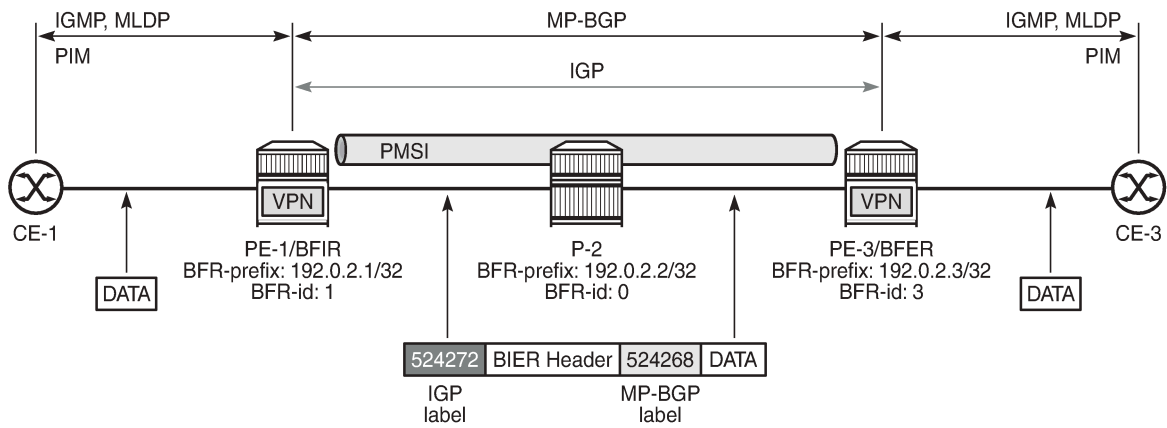 IGMP, MLDP
MP-BGP
IGMP, MLDP
PIM
PIM
IGP
PMSI
VPN
VPN
CE-1
CE-3
PE-1/BFIR
BFR-prefix: 192.0.2.1/32
BFR-id: 1
P-2
BFR-prefix: 192.0.2.2/32
BFR-id: 0
PE-3/BFER
BFR-prefix: 192.0.2.3/32
BFR-id: 3
DATA
DATA
524272 BIER Header 524268 DATA
IGP
label
MP-BGP
label